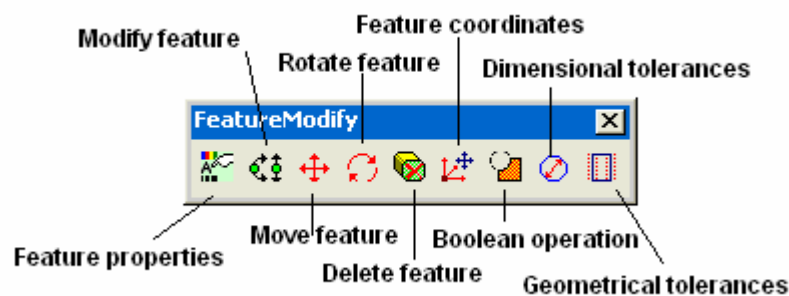 Feature coordinates
Modify feature
Rotate feature
Dimensional tolerances
FeatureModify
Move feature
Boolean operation
Feature properties
Delete feature
Geometrical tolerances